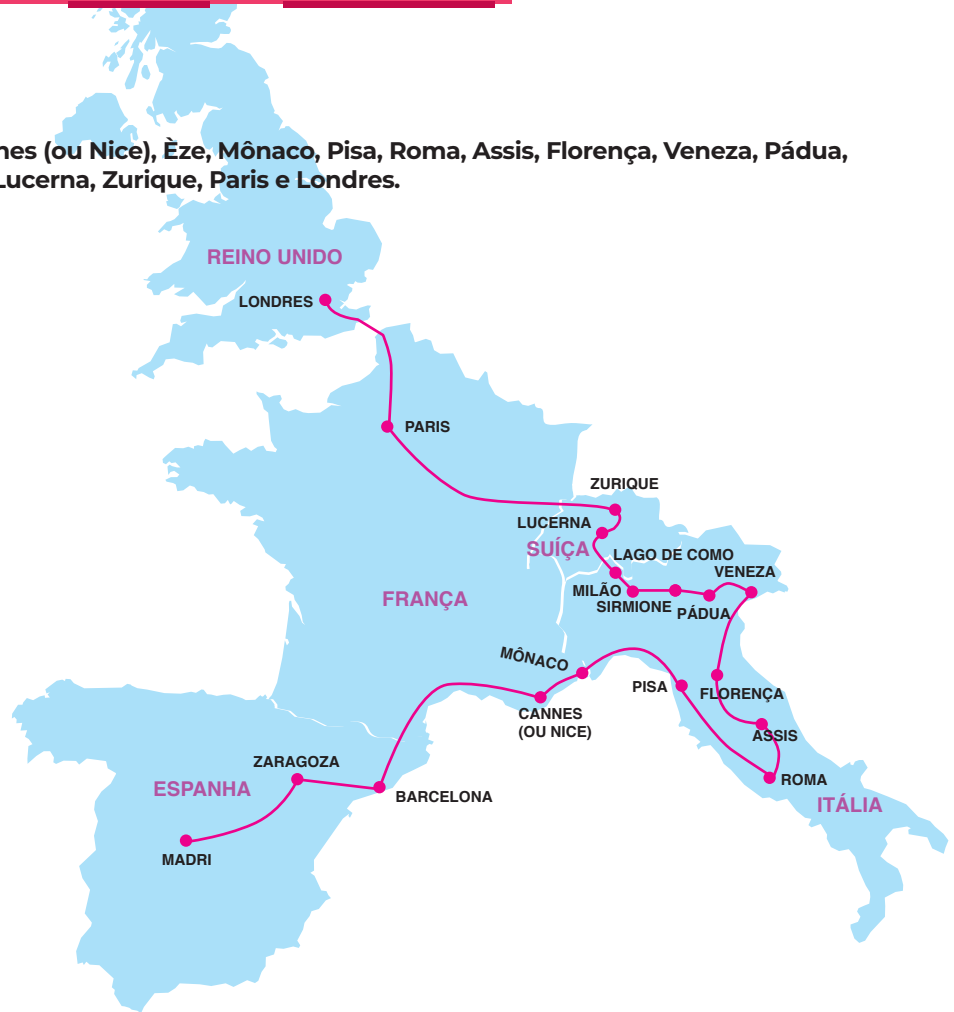 nes (ou Nice), Èze, Mônaco, Pisa, Roma, Assis, Florença, Veneza, Pádua,
Lucerna, Zurique, Paris e Londres.
REINO UNIDO
LONDRES
PARIS
ZURIQUE
LUCERNA
SUÍÇA
LAGO DE COMO
VENEZA
MILÃO
SIRMIONE
PÁDUA
FRANÇA
MÔNACO
PISA
FLORENÇA
CANNES
(OU NICE)
ASSIS
ZARAGOZA
ROMA
ESPANHA
BARCELONA
ITÁLIA
MADRI